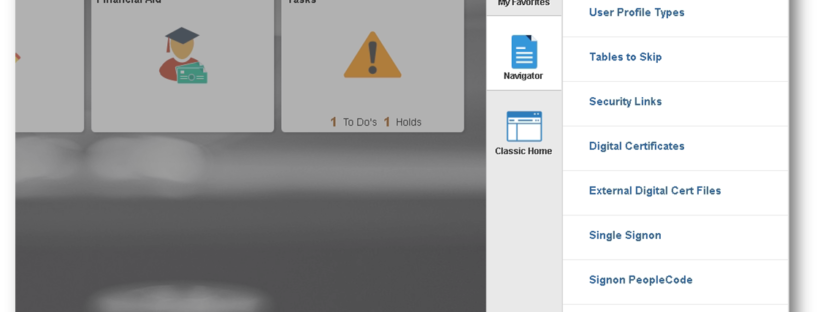 Financial Aid
Tasks
1 To Do's 1 Holds
My Favorites
Navigator
Classic Home
User Profile Types
Tables to Skip
Security Links
Digital Certificates
External Digital Cert Files
Single Signon
Signon PeopleCode